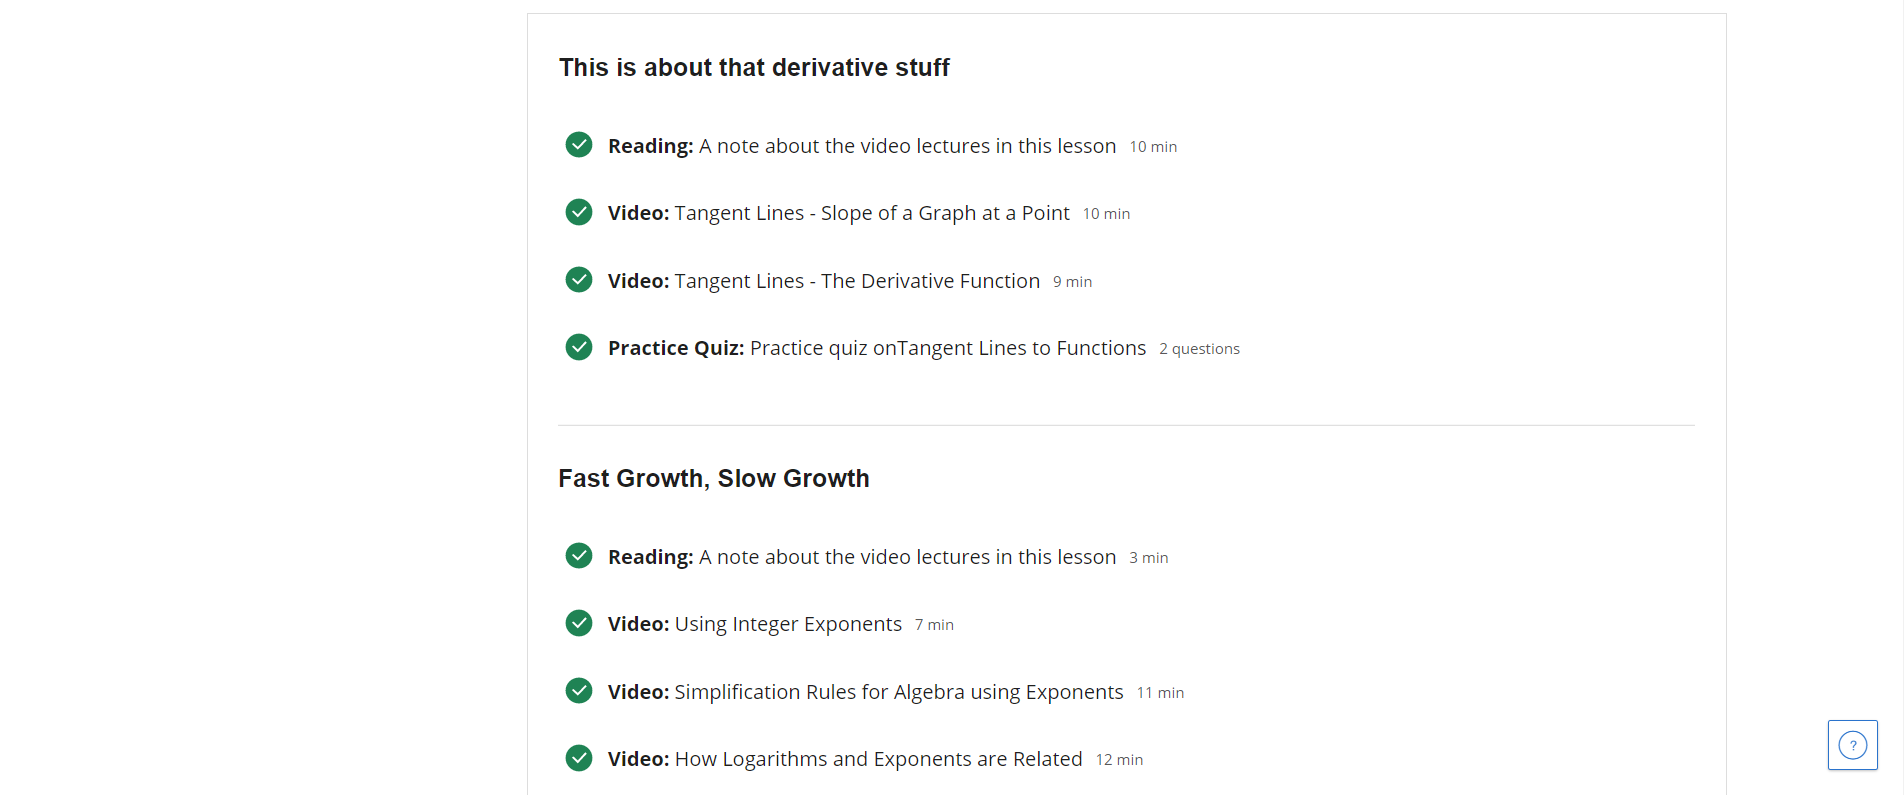 This is about that derivative stuff
Reading: A note about the video lectures in this lesson 10 min
Video: Tangent Lines - Slope of a Graph at a Point 10 min
Video: Tangent Lines - The Derivative Function 9 min
Practice Quiz: Practice quiz onTangent Lines to Functions 2 questions
Fast Growth, Slow Growth
Reading: A note about the video lectures in this lesson 3 min
Video: Using Integer Exponents 7 min
Video: Simplification Rules for Algebra using Exponents 11 min
Video: How Logarithms and Exponents are Related 12 min
?